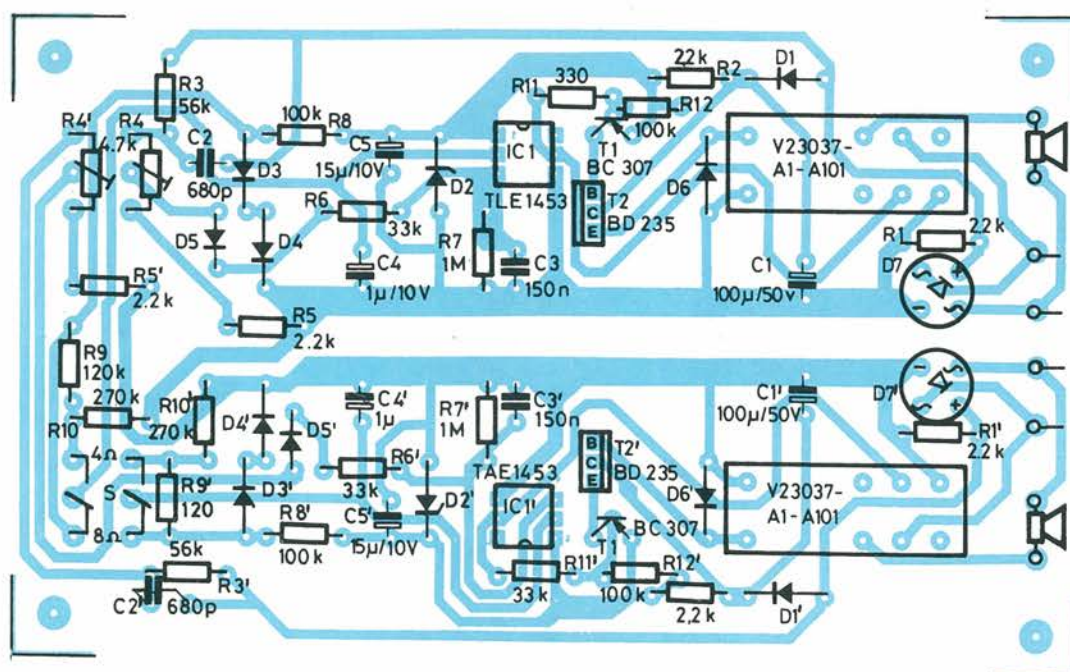 R3
56k
R4'
R4
4.7k
C2
680p
D3
100k
R8
C5
15µ/10V
D2
R6
33k
D5
D4
C4
1µ/10V
R7
1M
C3
150n
R11
330
22k
R2
D1
R12
100k
IC1
TLE1453
T1
BC 307
B
C
E
T2
BD 235
D6
V23037-
A1-A101
R1
2,2k
D7
C1
100µ/50V
R5'
2.2k
R5
2.2k
R9
120k
270k
R10
R10'
270k
D4'
D5'
C4'
1µ
R7'
1M
C3'
150n
C1'
100µ/50V
D7'
R1'
2.2k
4Ω
S
8Ω
R9'
120
D3'
R6'
33k
D2'
C5'
15µ/10V
R8'
100k
TAE1453
IC1'
B
C
E
T2'
BD 235
D6'
BC 307
T1
V23037-
A1-A101
56k
R3'
C2'
680p
R11'
33k
R12'
100k
2,2k
D1'